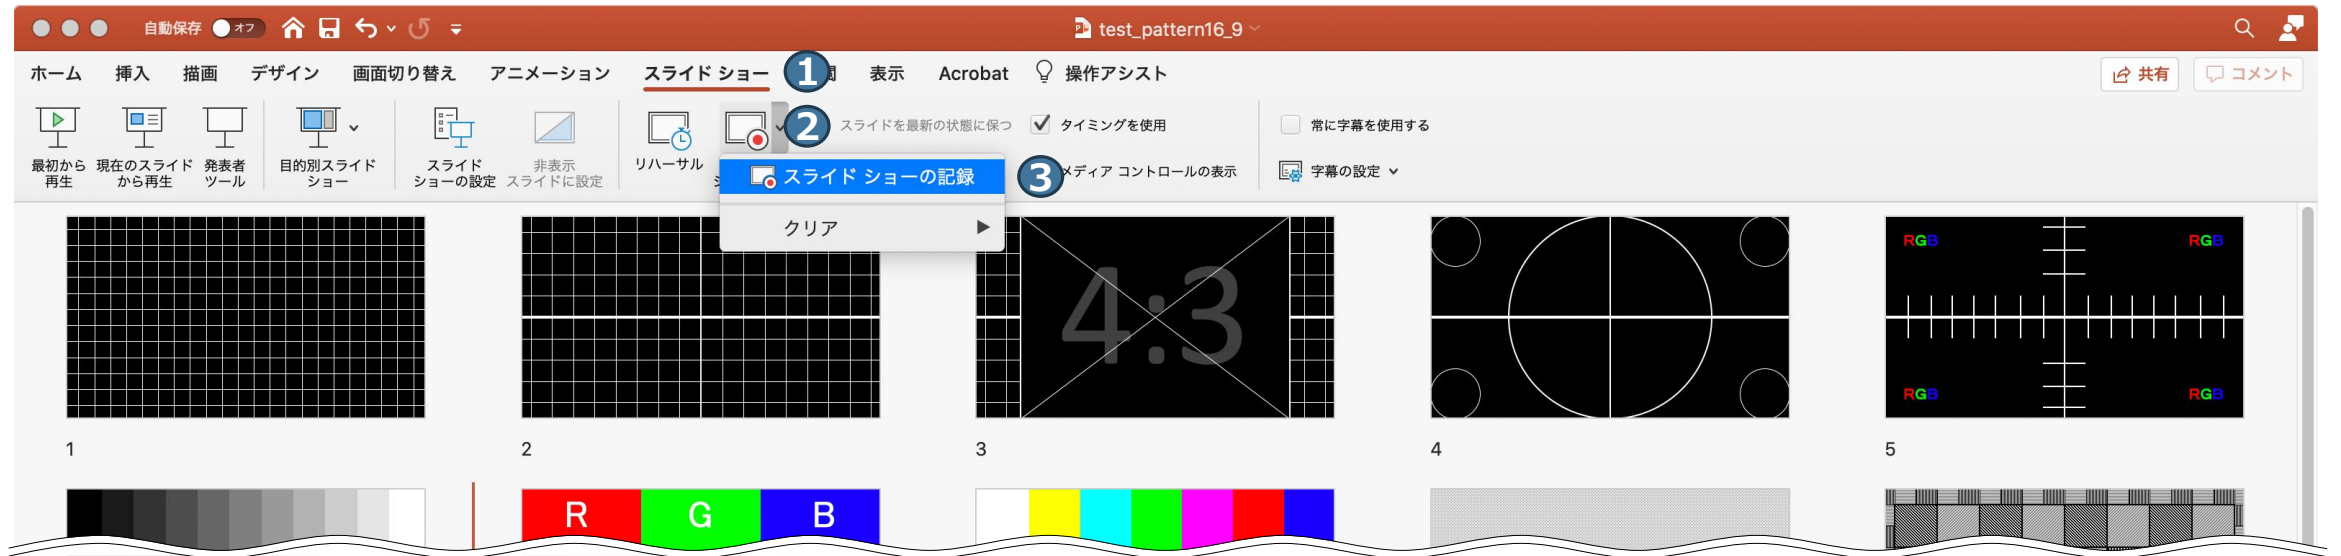 自動保存 オフ test_pattern16_9
ホーム 挿入 描画 デザイン 画面切り替え アニメーション スライド ショー 1 表示 Acrobat 操作アシスト 共有 コメント
2 スライドを最新の状態に保つ タイミングを使用 常に字幕を使用する
最初から 現在のスライド 発表者 目的別スライド スライド 非表示 リハーサル
再生 から再生 ツール ショー ショーの設定 スライドに設定
スライド ショーの記録 3 メディア コントロールの表示 字幕の設定
クリア
RGB RGB
4:3
RGB RGB
1 2 3 4 5
R G B